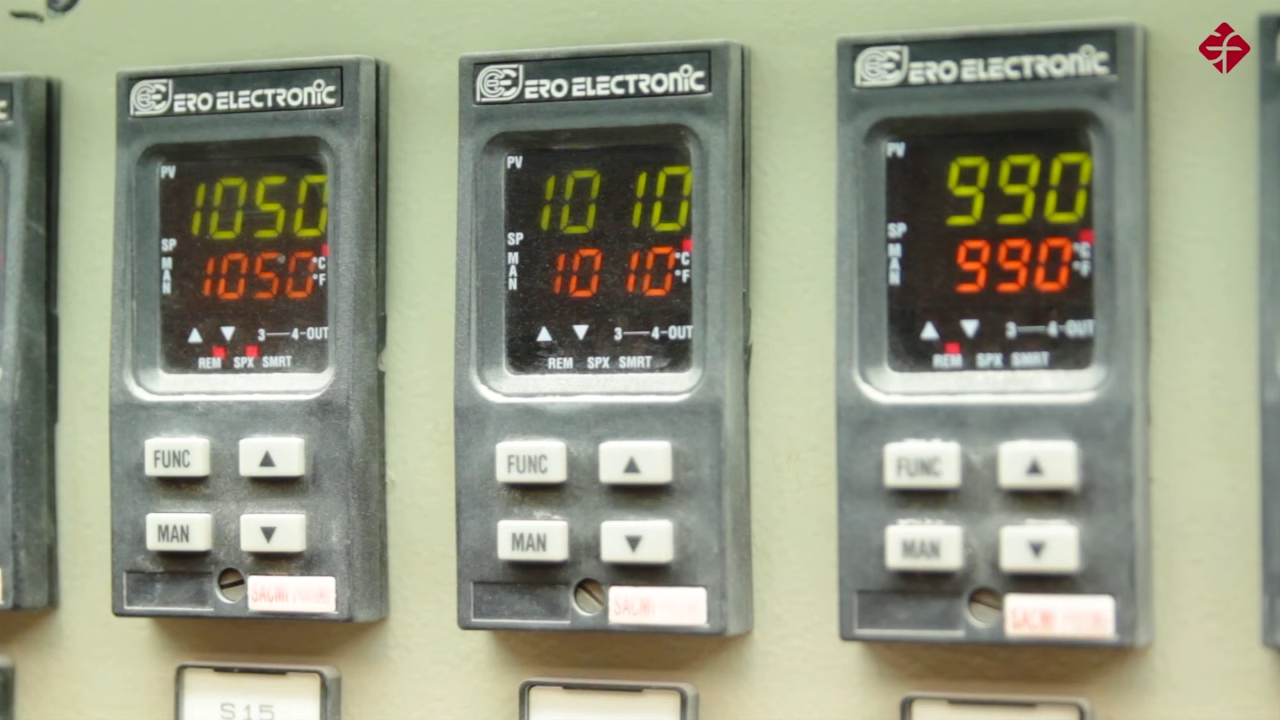 ERO ELECTRONIC
PV
1050
SP
1050
MAN
°C
°F
3 4-OUT
REM SPX SMRT
FUNC
MAN
SACMI
S15
ERO ELECTRONIC
PV
1010
SP
1010
MAN
°C
°F
3 4-OUT
REM SPX SMRT
FUNC
MAN
SACMI
ERO ELECTRONIC
PV
990
SP
990
MAN
°C
°F
3 4-OUT
REM SPX SMRT
FUNC
MAN
SACMI